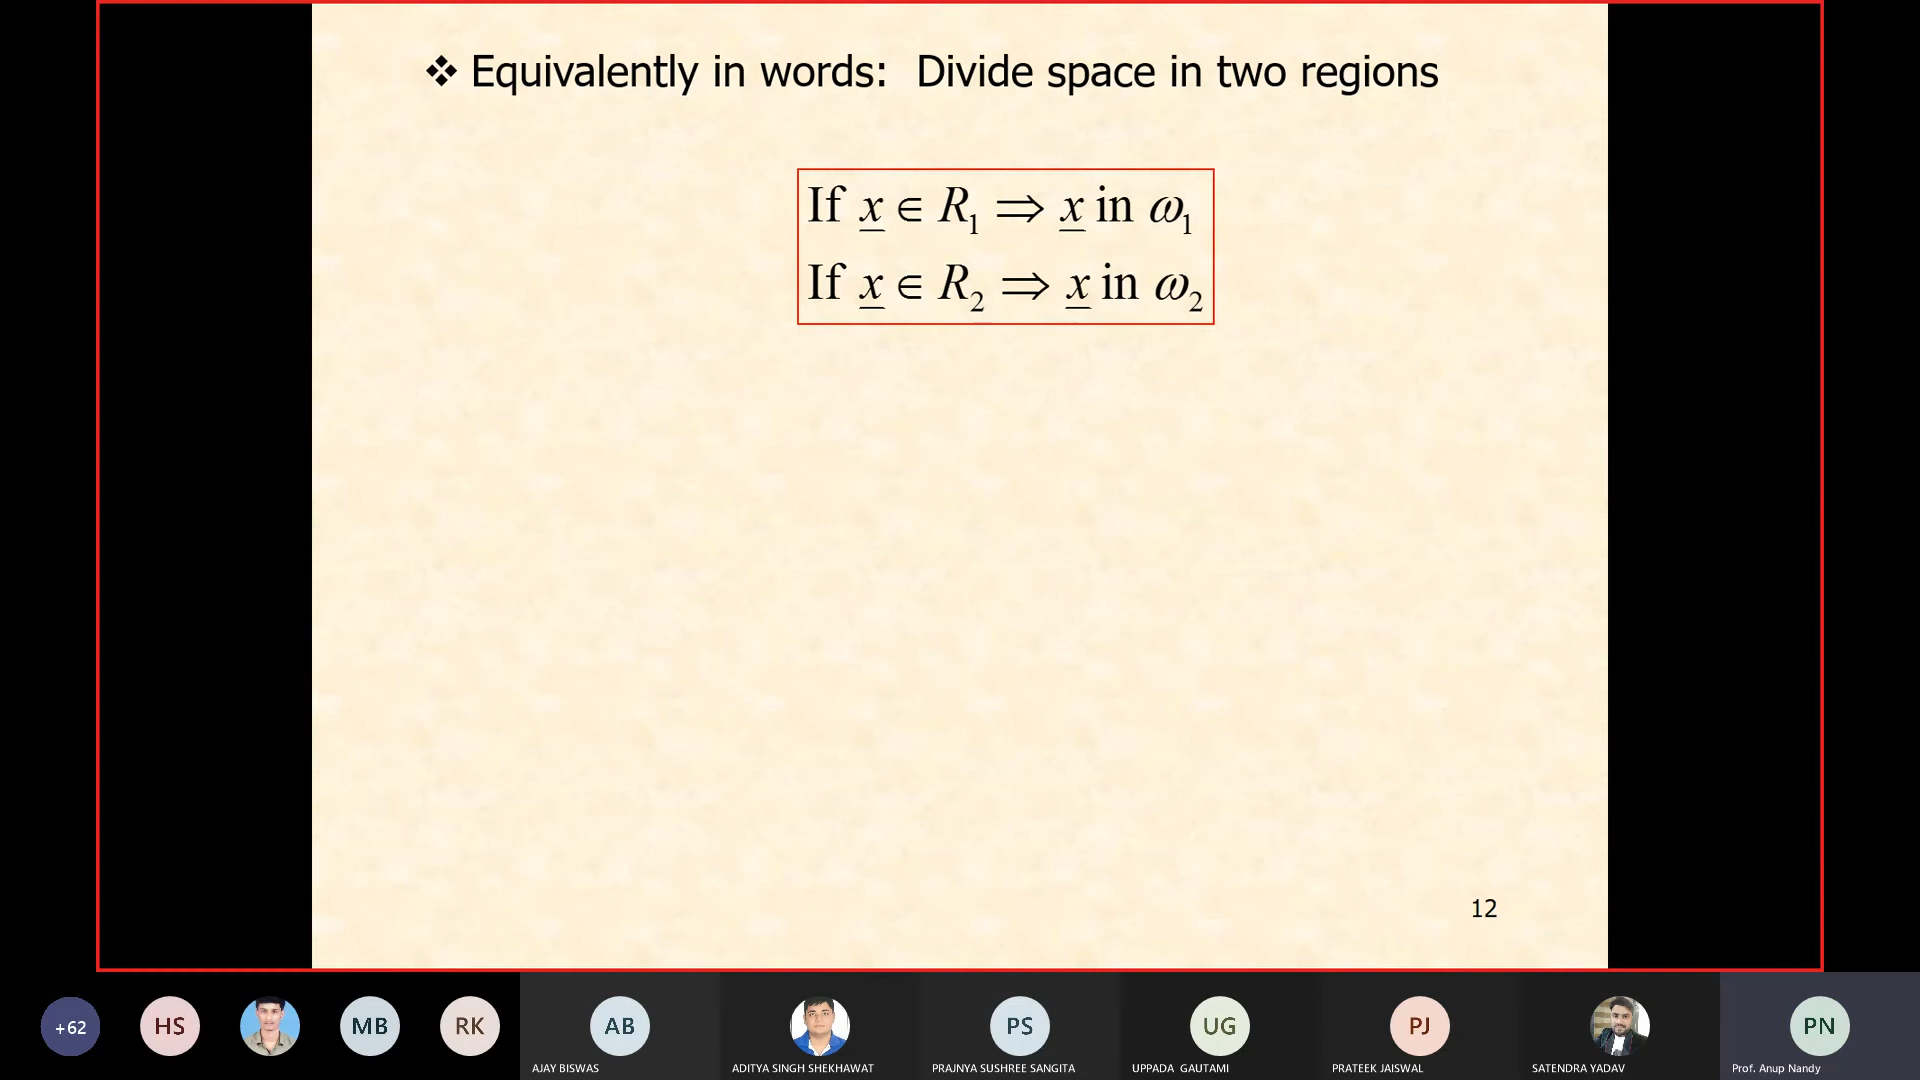 ❖ Equivalently in words: Divide space in two regions
If x ∈ R₁ ⇒ x in ω₁
If x ∈ R₂ ⇒ x in ω₂
12
+62 HS MB RK AB PS UG PJ PN
AJAY BISWAS ADITYA SINGH SHEKHAWAT PRAJNYA SUSHREE SANGITA UPPADA GAUTAMI PRATEEK JAISWAL SATENDRA YADAV Prof. Anup Nandy